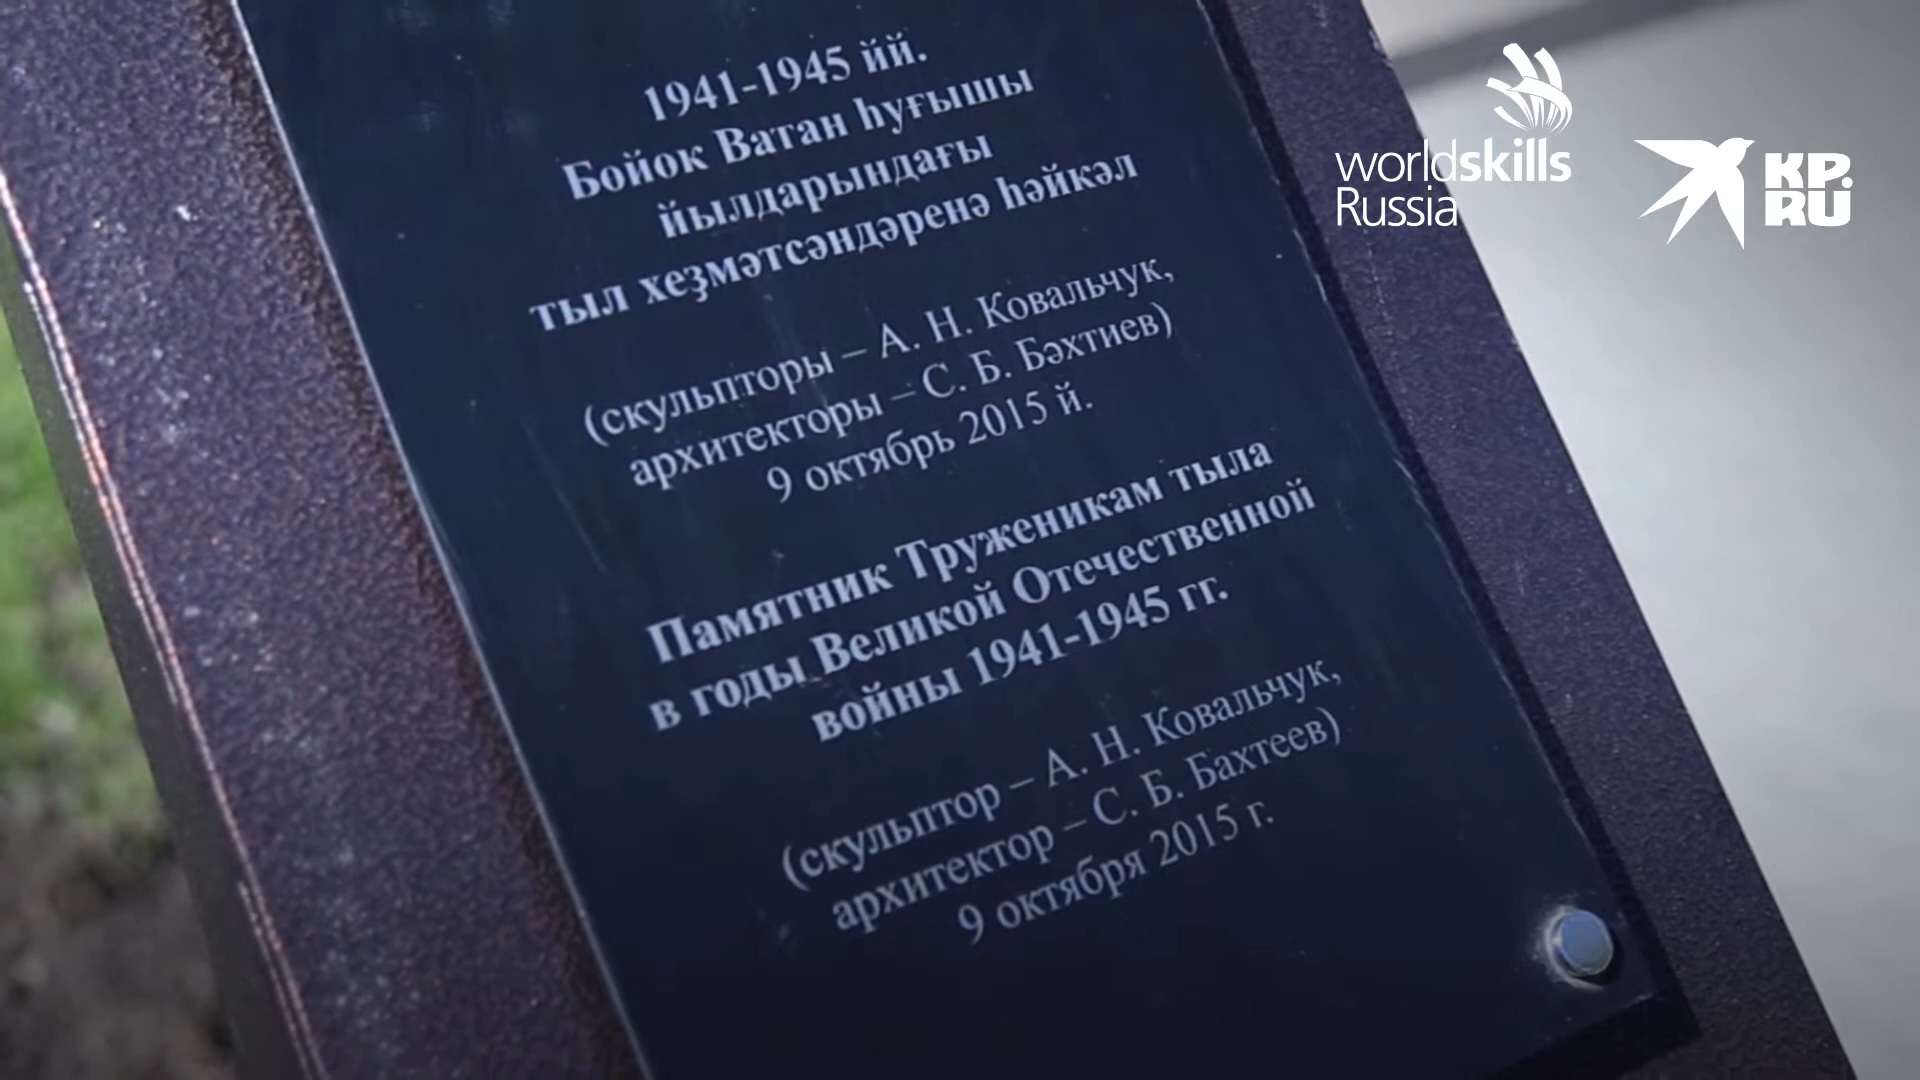 1941-1945 йй.
Бойок Ватан һуғышы
йылдарындағы
тыл хеҙмәтсәндәренә һәйкәл
(скульпторы – А. Н. Ковальчук,
архитекторы – С. Б. Бәхтиев)
9 октябрь 2015 й.
Памятник Труженикам тыла
в годы Великой Отечественной
войны 1941-1945 гг.
(скульптор – А. Н. Ковальчук,
архитектор – С. Б. Бахтеев)
9 октября 2015 г.
worldskills
Russia
KP.
RU